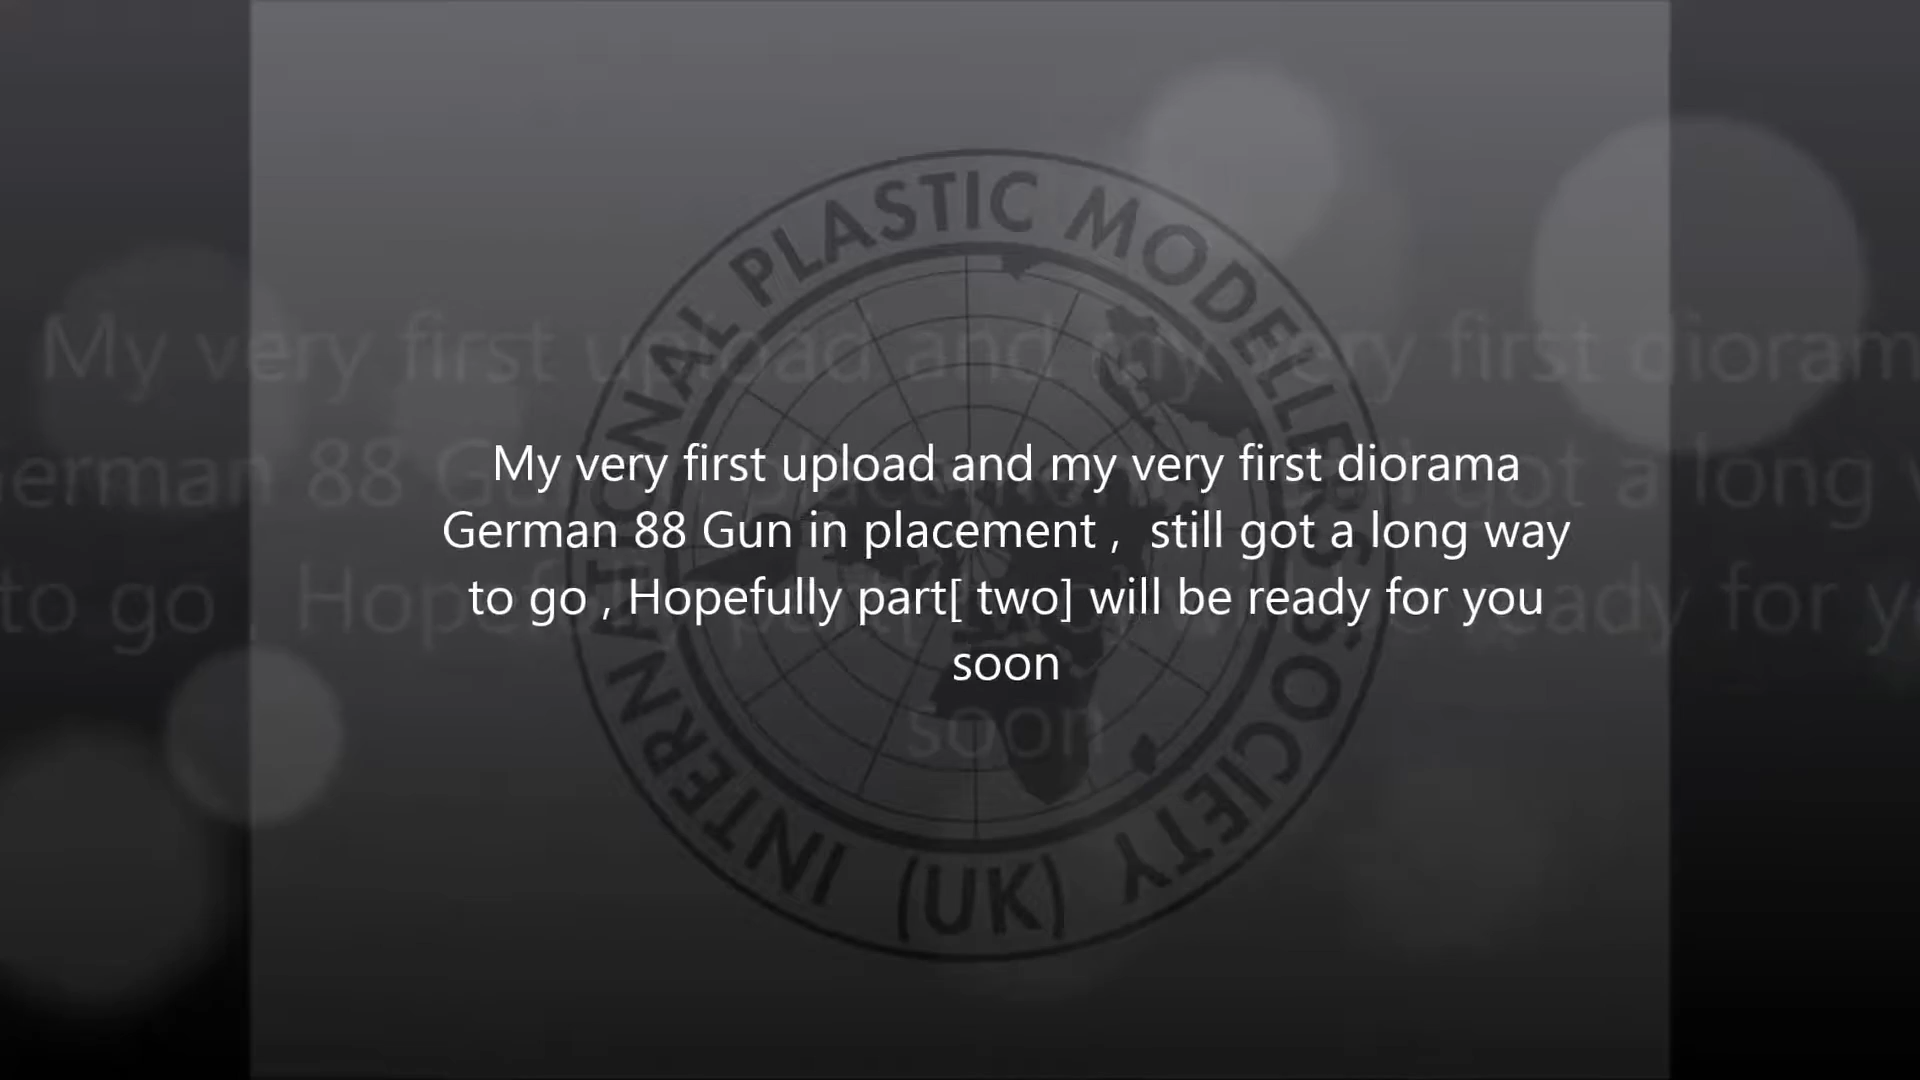 My very first upload and my very first diorama
German 88 Gun in placement ,  still got a long way
to go , Hopefully part[ two] will be ready for you
soon
INTERNATIONAL PLASTIC MODELLERS SOCIETY
(UK)